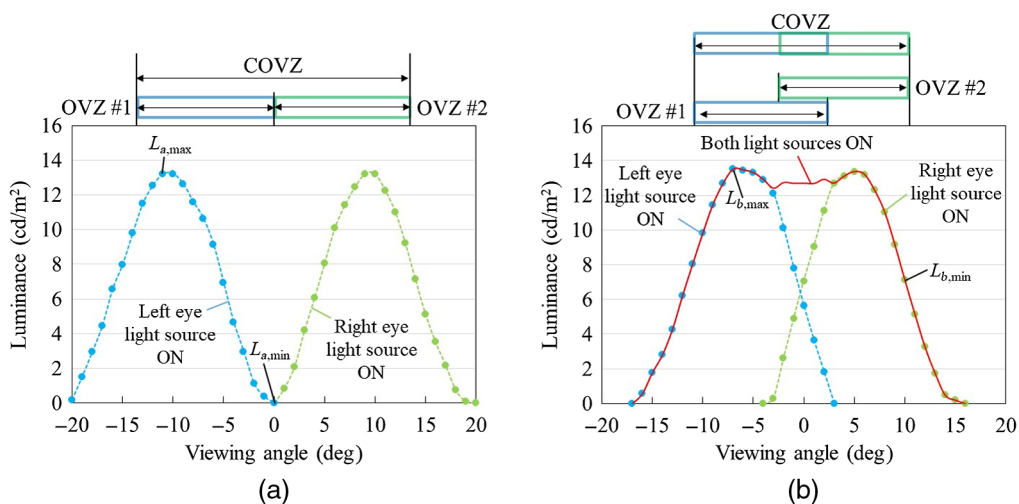 COVZ
OVZ #1
OVZ #2
16
14
12
10
8
6
4
2
0
Luminance (cd/m²)
L_a,max
Left eye
light source
ON
L_a,min
Right eye
light source
ON
−20
−15
−10
−5
0
5
10
15
20
Viewing angle (deg)
(a)
COVZ
OVZ #2
OVZ #1
16
14
12
10
8
6
4
2
0
Luminance (cd/m²)
Both light sources ON
Left eye
light source
ON
L_b,max
Right eye
light source
ON
L_b,min
−20
−15
−10
−5
0
5
10
15
20
Viewing angle (deg)
(b)